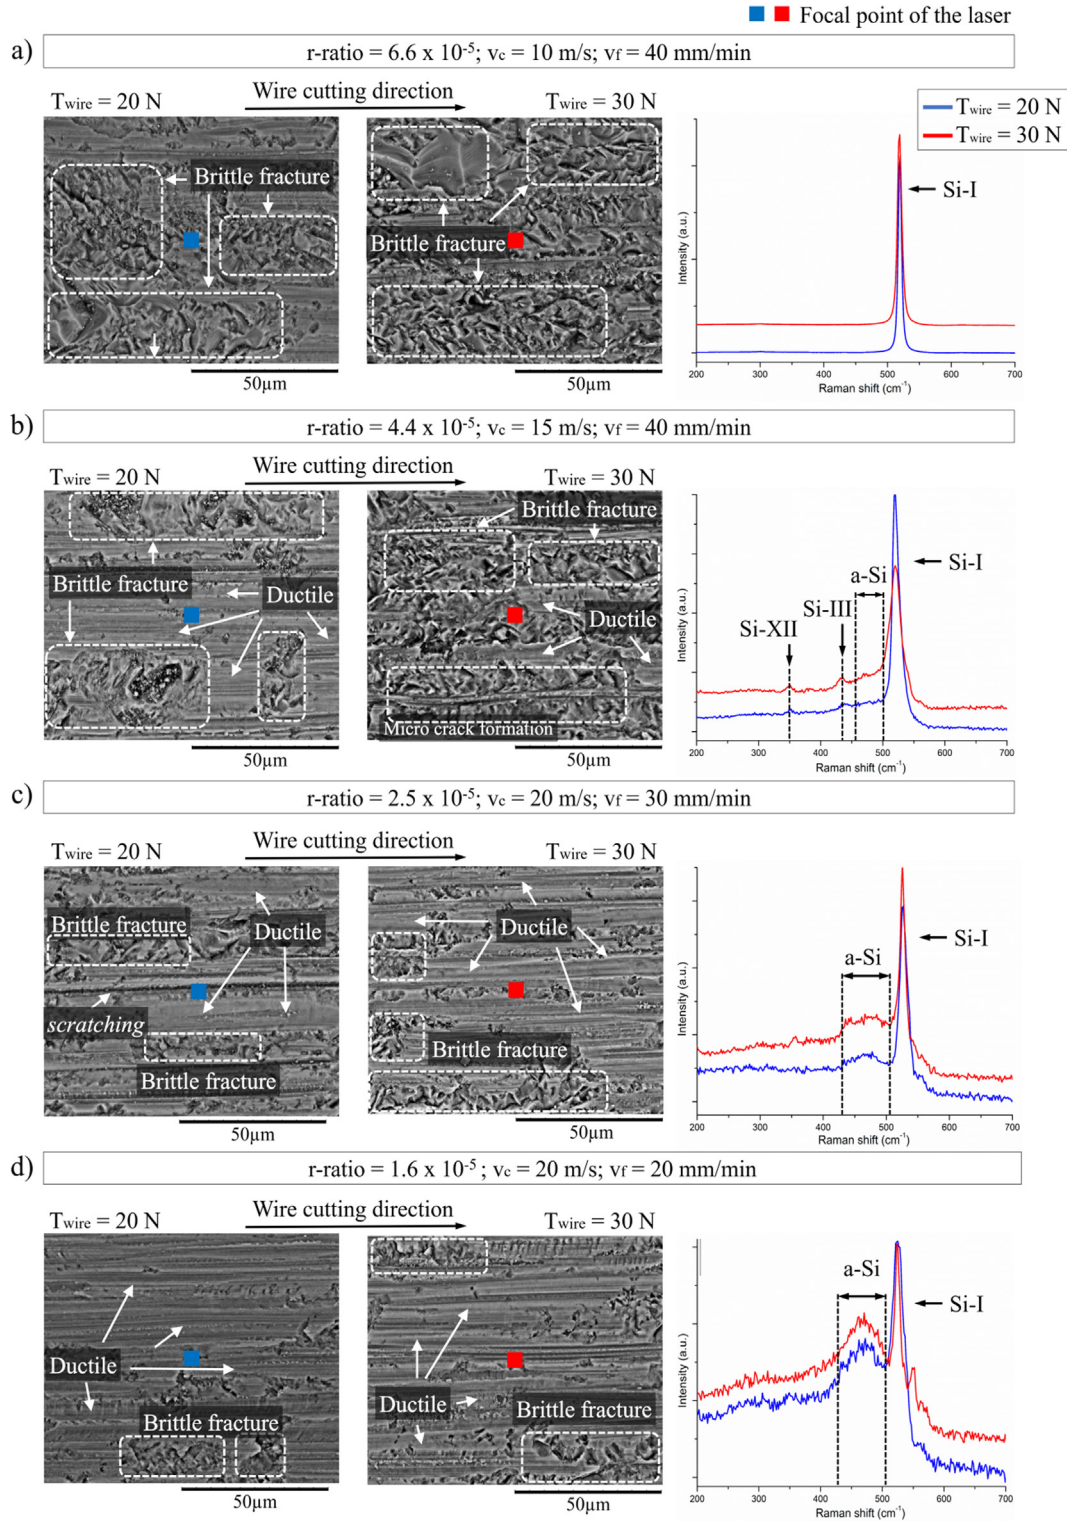 Focal point of the laser
a)
r-ratio = 6.6 x 10⁻⁵; vc = 10 m/s; vf = 40 mm/min
Twire = 20 N
Wire cutting direction
Twire = 30 N
Brittle fracture
Brittle fracture
50µm
50µm
Twire = 20 N
Twire = 30 N
Si-I
Intensity (a.u.)
200 300 400 500 600 700
Raman shift (cm⁻¹)
b)
r-ratio = 4.4 x 10⁻⁵; vc = 15 m/s; vf = 40 mm/min
Twire = 20 N
Wire cutting direction
Twire = 30 N
Brittle fracture
Ductile
Brittle fracture
Ductile
Micro crack formation
50µm
50µm
Si-I
a-Si
Si-III
Si-XII
Intensity (a.u.)
200 300 400 500 600 700
Raman shift (cm⁻¹)
c)
r-ratio = 2.5 x 10⁻⁵; vc = 20 m/s; vf = 30 mm/min
Twire = 20 N
Wire cutting direction
Twire = 30 N
Brittle fracture
Ductile
scratching
Brittle fracture
Ductile
Brittle fracture
50µm
50µm
Si-I
a-Si
Intensity (a.u.)
200 300 400 500 600 700
Raman shift (cm⁻¹)
d)
r-ratio = 1.6 x 10⁻⁵ ; vc = 20 m/s; vf = 20 mm/min
Twire = 20 N
Wire cutting direction
Twire = 30 N
Ductile
Brittle fracture
Ductile
Brittle fracture
50µm
50µm
a-Si
Si-I
Intensity (a.u.)
200 300 400 500 600 700
Raman shift (cm⁻¹)